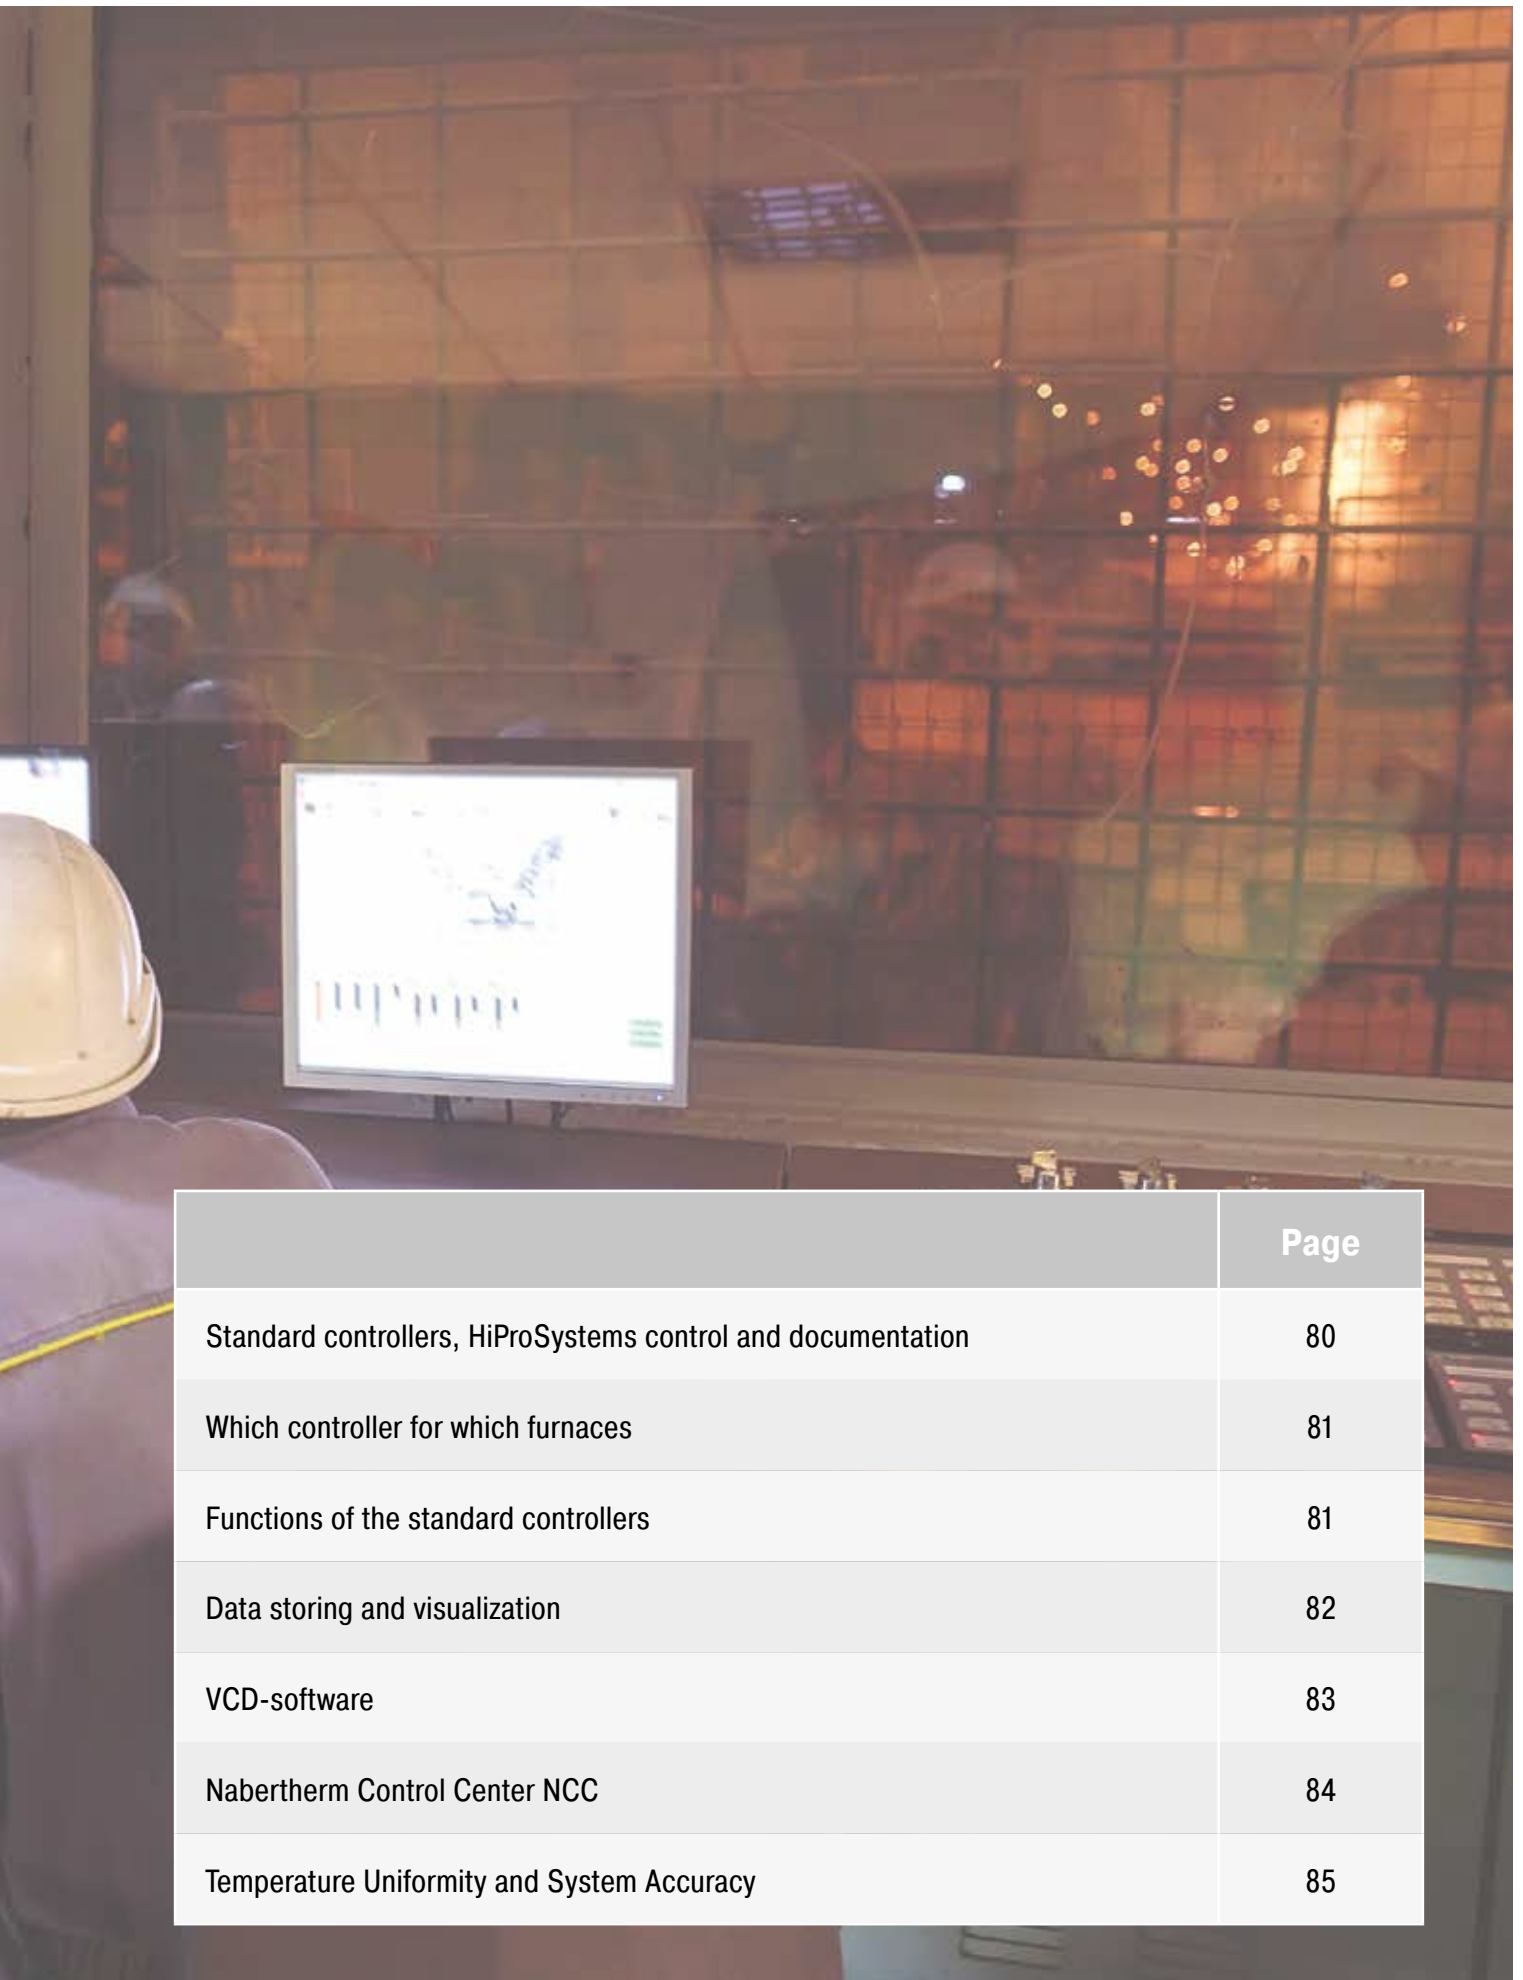 Page
Standard controllers, HiProSystems control and documentation 80
Which controller for which furnaces 81
Functions of the standard controllers 81
Data storing and visualization 82
VCD-software 83
Nabertherm Control Center NCC 84
Temperature Uniformity and System Accuracy 85